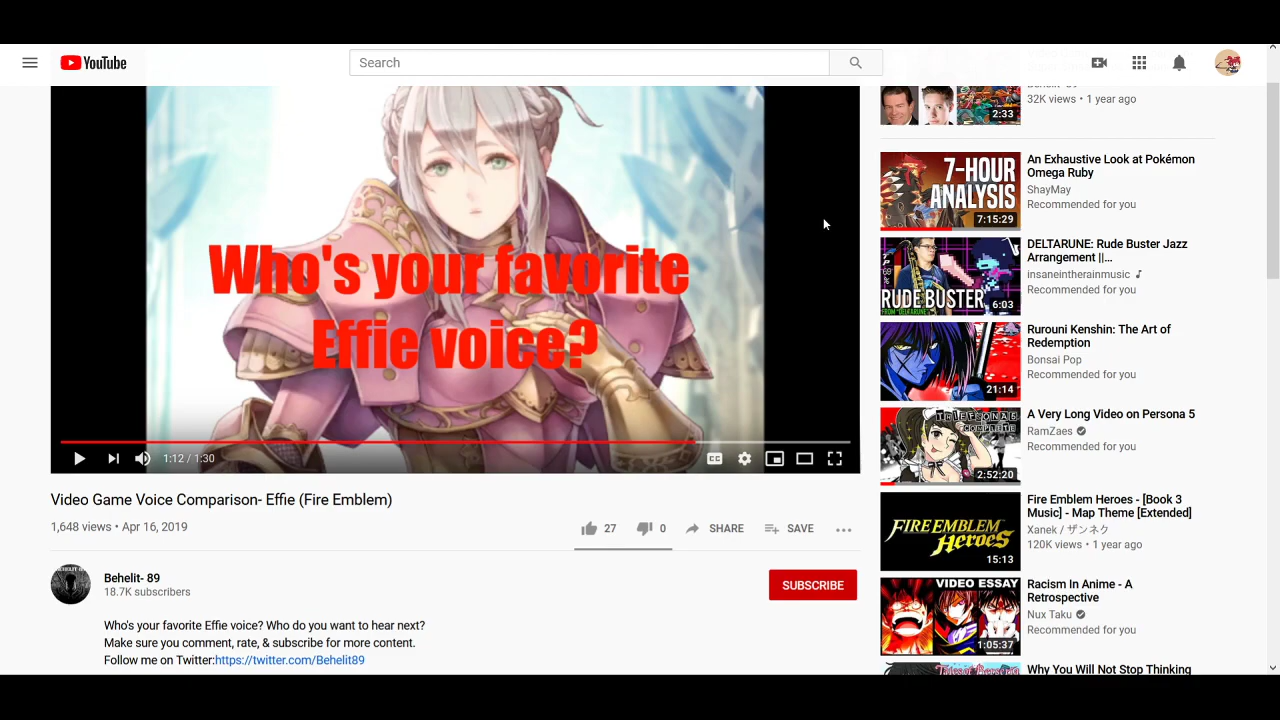 YouTube
Search
Who's your favorite
Effie voice?
1:12 / 1:30
CC
Video Game Voice Comparison- Effie (Fire Emblem)
1,648 views • Apr 16, 2019
27
0
SHARE
SAVE
Behelit- 89
18.7K subscribers
SUBSCRIBE
Who's your favorite Effie voice? Who do you want to hear next?
Make sure you comment, rate, & subscribe for more content.
Follow me on Twitter:https://twitter.com/Behelit89
32K views • 1 year ago
2:33
7-HOUR
ANALYSIS
7:15:29
An Exhaustive Look at Pokémon
Omega Ruby
ShayMay
Recommended for you
RUDE BUSTER
FROM "DELTARUNE"
6:03
DELTARUNE: Rude Buster Jazz
Arrangement ||...
insaneintherainmusic
Recommended for you
21:14
Rurouni Kenshin: The Art of
Redemption
Bonsai Pop
Recommended for you
2:52:20
A Very Long Video on Persona 5
RamZaes
Recommended for you
FIRE EMBLEM
HEROES
15:13
Fire Emblem Heroes - [Book 3
Music] - Map Theme [Extended]
Xanek / ザンネク
120K views • 1 year ago
VIDEO ESSAY
1:05:37
Racism In Anime - A
Retrospective
Nux Taku
Recommended for you
Why You Will Not Stop Thinking